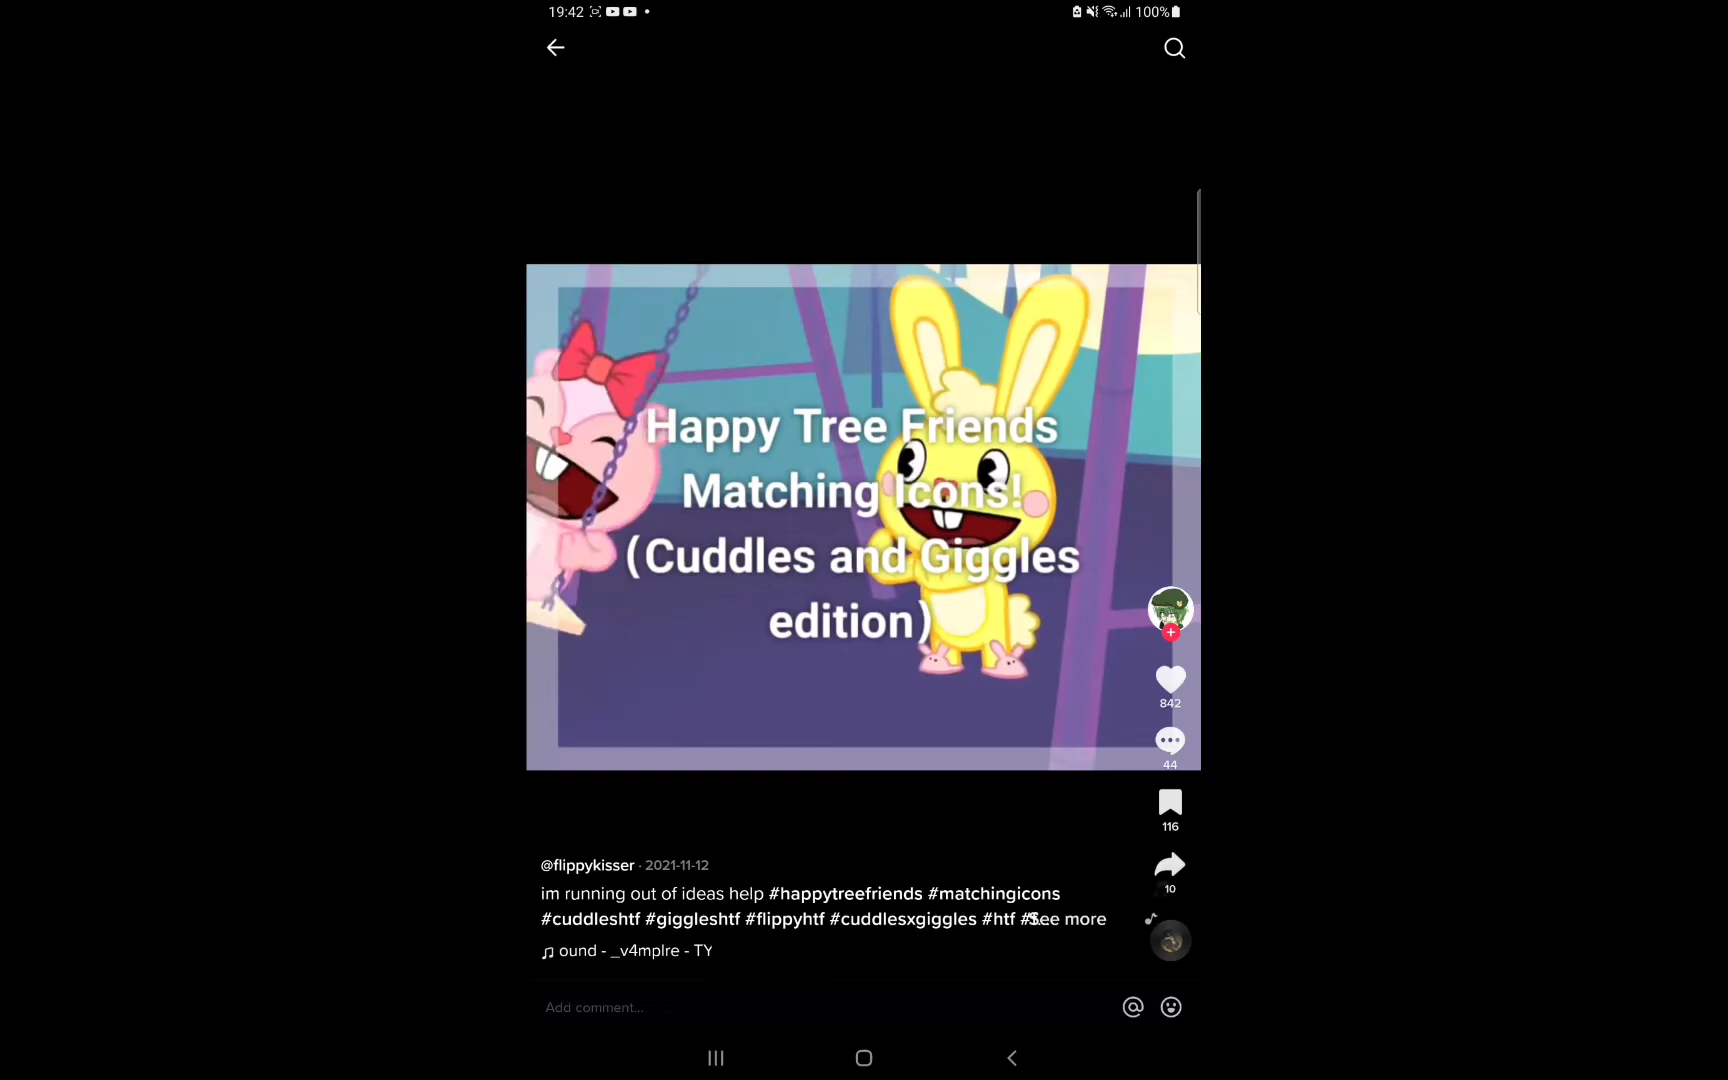 19:42
100%
Happy Tree Friends
Matching Icons!
(Cuddles and Giggles
edition)
842
44
116
10
@flippykisser · 2021-11-12
im running out of ideas help #happytreefriends #matchingicons
#cuddleshtf #giggleshtf #flippyhtf #cuddlesxgiggles #htf See more
ound - _v4mplre - TY
Add comment...